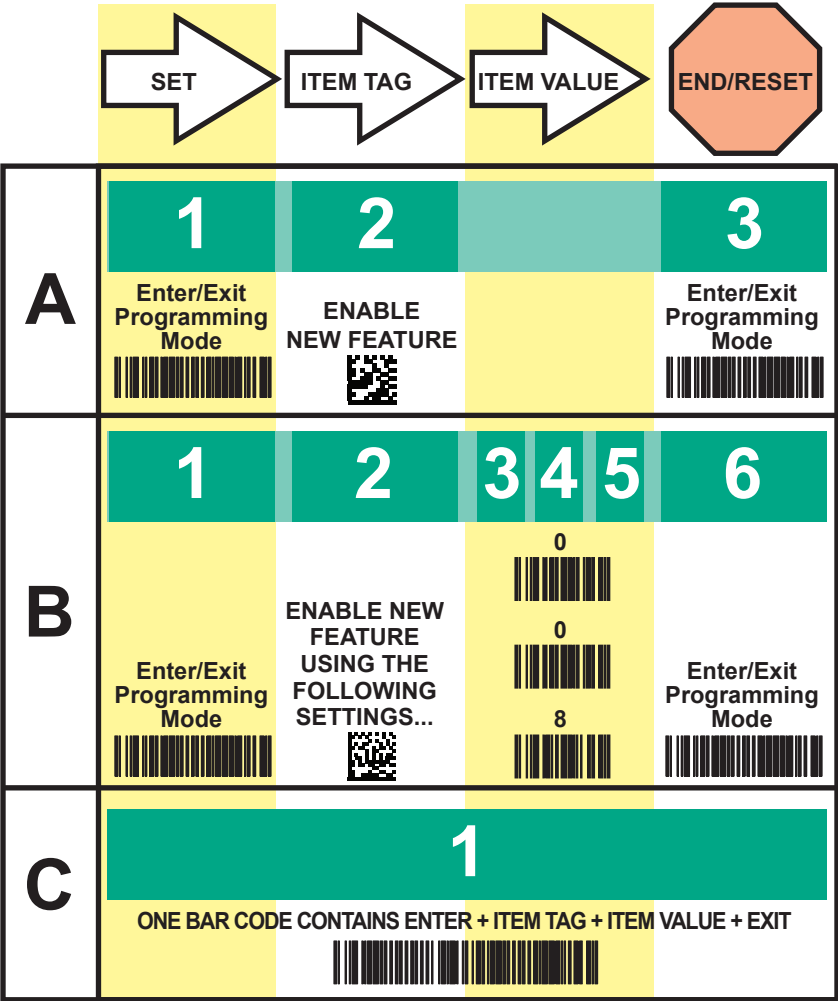 SET
ITEM TAG
ITEM VALUE
END/RESET
A
1
2
3
Enter/Exit
Programming
Mode
ENABLE
NEW FEATURE
Enter/Exit
Programming
Mode
B
1
2
3
4
5
6
Enter/Exit
Programming
Mode
ENABLE NEW
FEATURE
USING THE
FOLLOWING
SETTINGS...
0
0
8
Enter/Exit
Programming
Mode
C
1
ONE BAR CODE CONTAINS ENTER + ITEM TAG + ITEM VALUE + EXIT